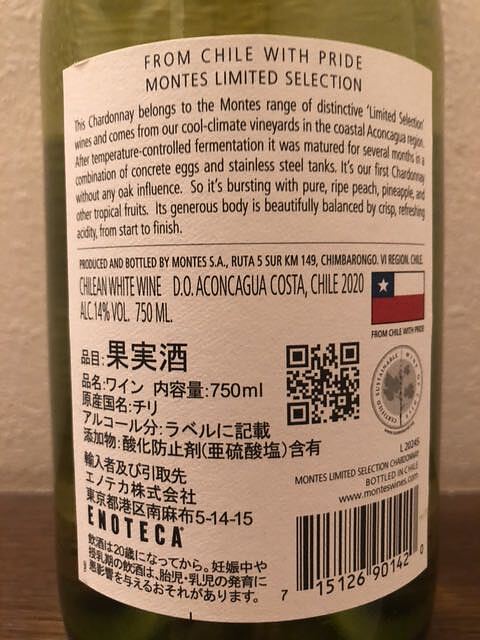 FROM CHILE WITH PRIDE
MONTES LIMITED SELECTION
This Chardonnay belongs to the Montes range of distinctive 'Limited Selection'
wines and comes from our cool-climate vineyards in the coastal Aconcagua region.
After temperature-controlled fermentation it was matured for several months in a
combination of concrete eggs and stainless steel tanks. It's our first Chardonnay
without any oak influence. So it's bursting with pure, ripe peach, pineapple, and
other tropical fruits. Its generous body is beautifully balanced by crisp, refreshing
acidity, from start to finish.
PRODUCED AND BOTTLED BY MONTES S.A., RUTA 5 SUR KM 149, CHIMBARONGO. VI REGION. CHILE.
CHILEAN WHITE WINE D.O. ACONCAGUA COSTA, CHILE 2020
ALC.14% VOL. 750 ML.
FROM CHILE WITH PRIDE
品目:果実酒
品名:ワイン 内容量:750ml
原産国名:チリ
アルコール分:ラベルに記載
添加物:酸化防止剤(亜硫酸塩)含有
輸入者及び引取先
エノテカ株式会社
東京都港区南麻布5-14-15
ENOTECA
飲酒は20歳になってから。妊娠中や
授乳期の飲酒は、胎児・乳児の発育に
悪影響を与えるおそれがあります。
CERTIFIED SUSTAINABLE WINE
L 20245
MONTES LIMITED SELECTION CHARDONNAY
BOTTLED IN CHILE
www.monteswines.com
7 15126 90142 0